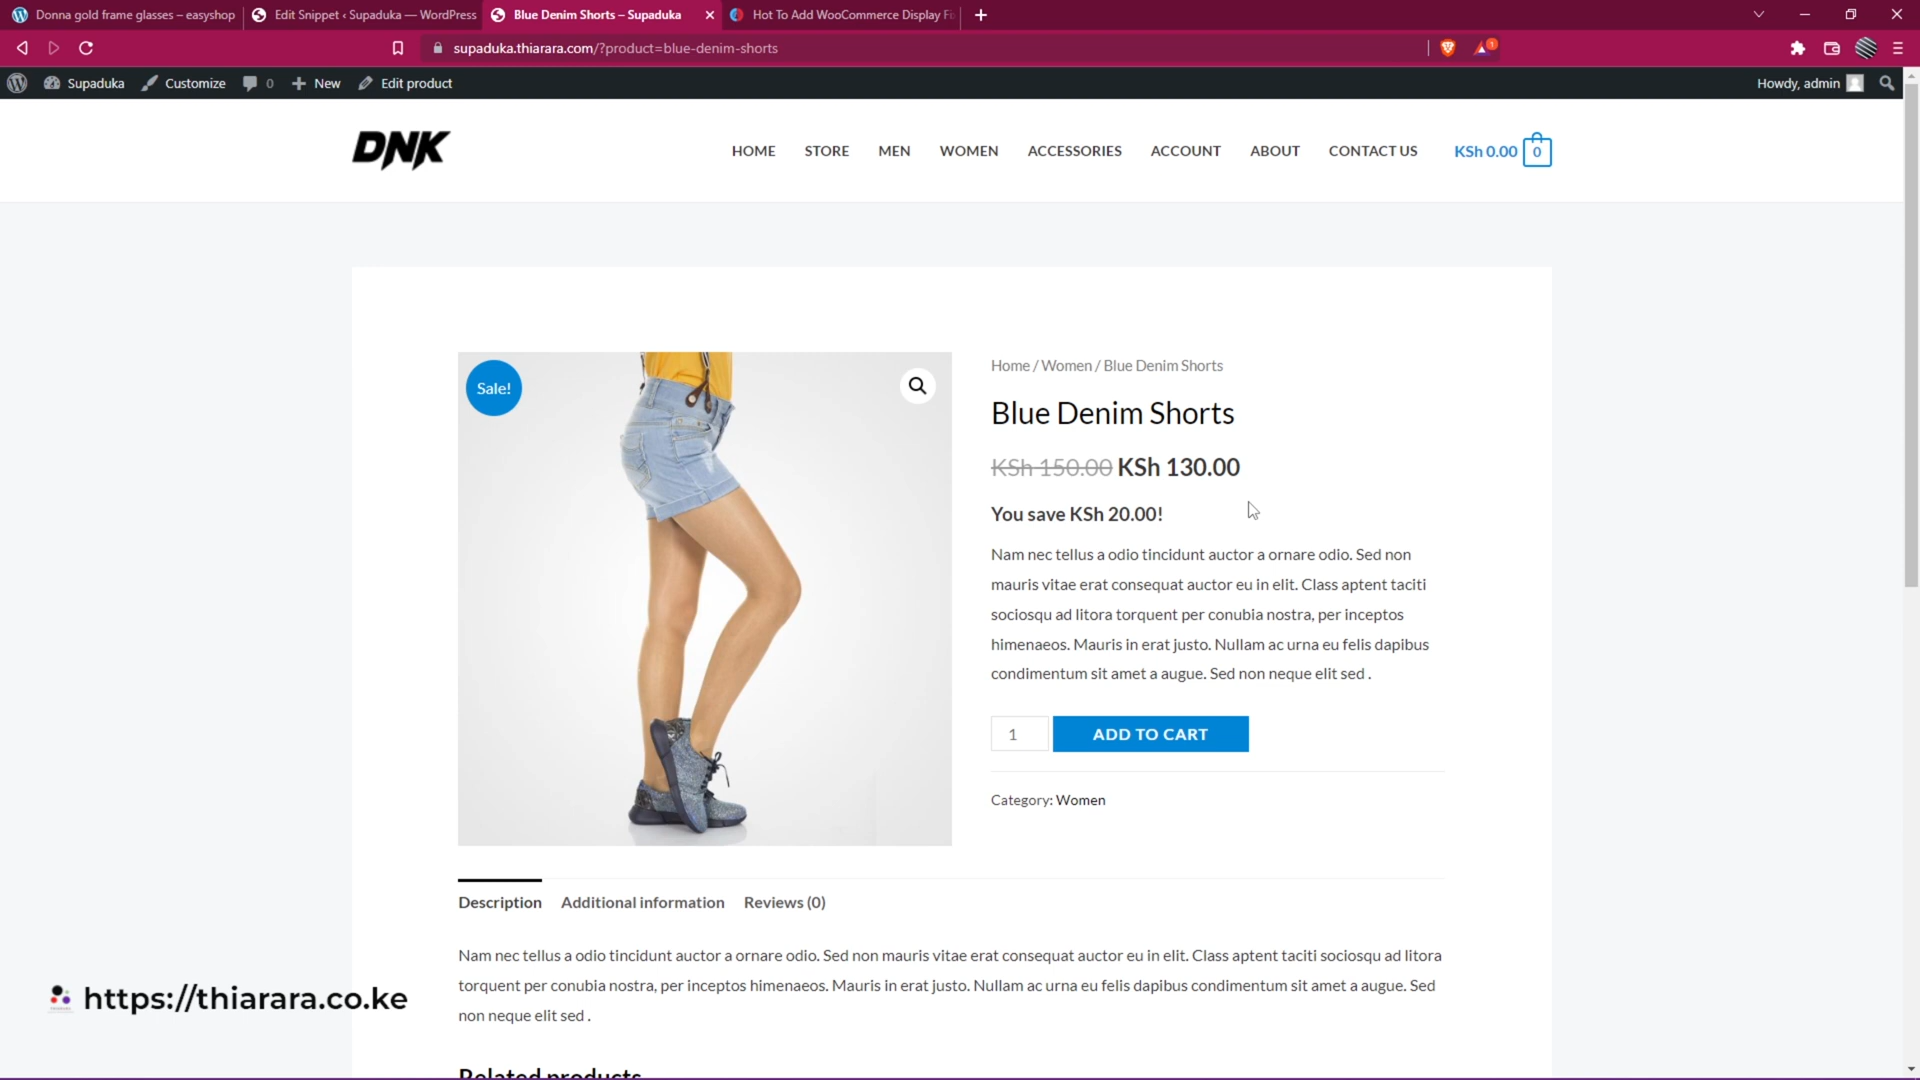 Donna gold frame glasses – easyshop
Edit Snippet ‹ Supaduka — WordPress
Blue Denim Shorts – Supaduka
Hot To Add WooCommerce Display Fi
supaduka.thiarara.com/?product=blue-denim-shorts
1
Supaduka
Customize
0
New
Edit product
Howdy, admin
DNK
HOME
STORE
MEN
WOMEN
ACCESSORIES
ACCOUNT
ABOUT
CONTACT US
KSh 0.00
0
Sale!
Home / Women / Blue Denim Shorts
Blue Denim Shorts
KSh 150.00 KSh 130.00
You save KSh 20.00!
Nam nec tellus a odio tincidunt auctor a ornare odio. Sed non
mauris vitae erat consequat auctor eu in elit. Class aptent taciti
sociosqu ad litora torquent per conubia nostra, per inceptos
himenaeos. Mauris in erat justo. Nullam ac urna eu felis dapibus
condimentum sit amet a augue. Sed non neque elit sed .
1
ADD TO CART
Category: Women
Description
Additional information
Reviews (0)
Nam nec tellus a odio tincidunt auctor a ornare odio. Sed non mauris vitae erat consequat auctor eu in elit. Class aptent taciti sociosqu ad litora
torquent per conubia nostra, per inceptos himenaeos. Mauris in erat justo. Nullam ac urna eu felis dapibus condimentum sit amet a augue. Sed
non neque elit sed .
https://thiarara.co.ke
Related products